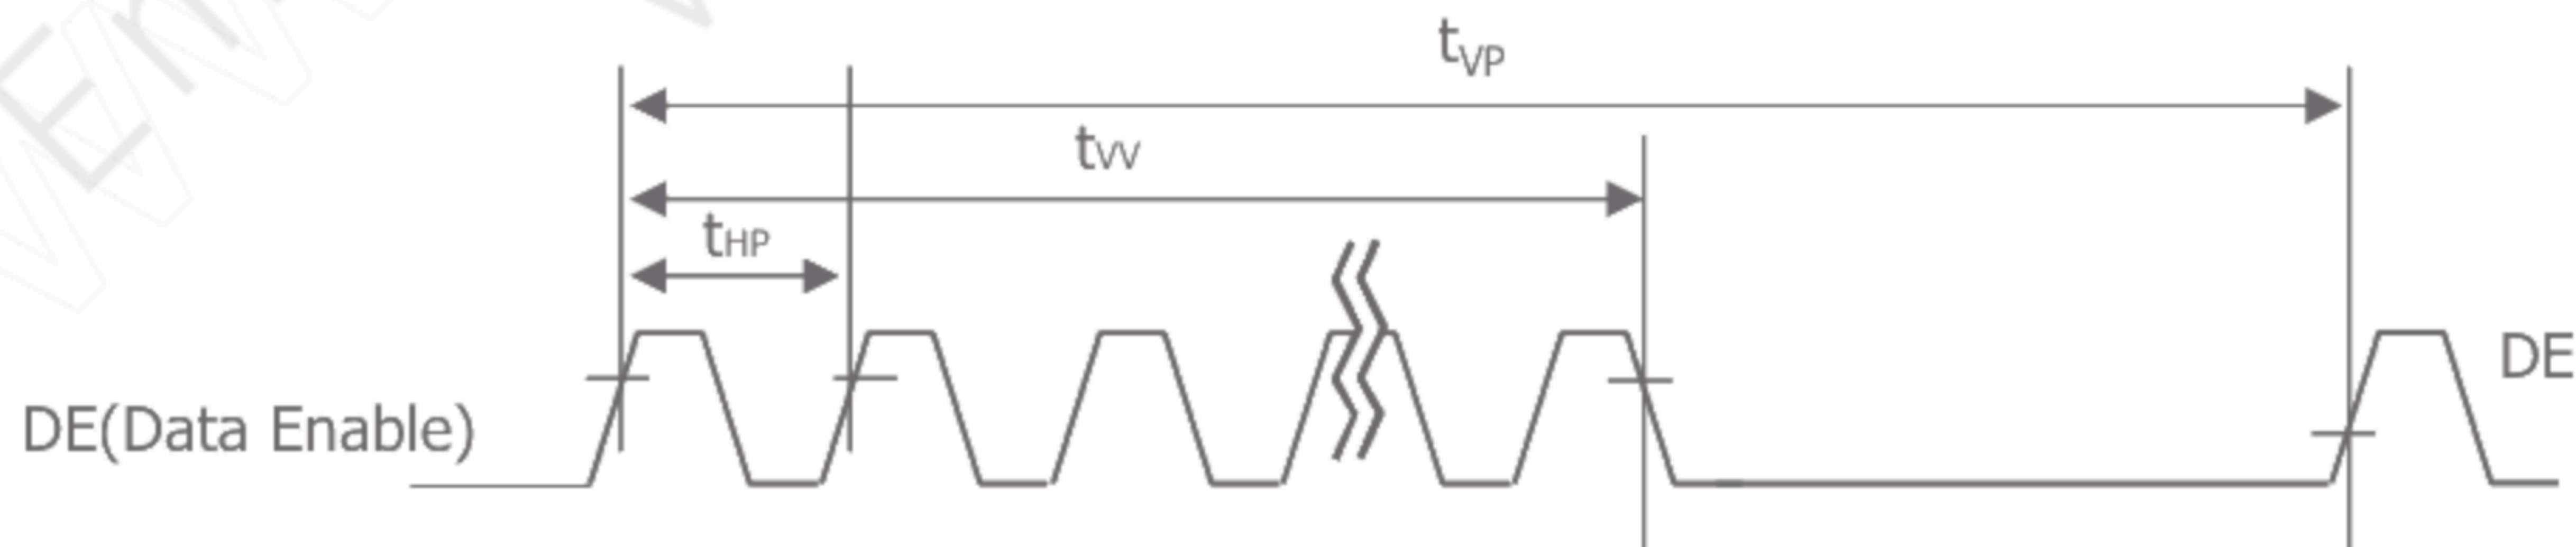 tVP
tVV
tHP
DE(Data Enable)
DE